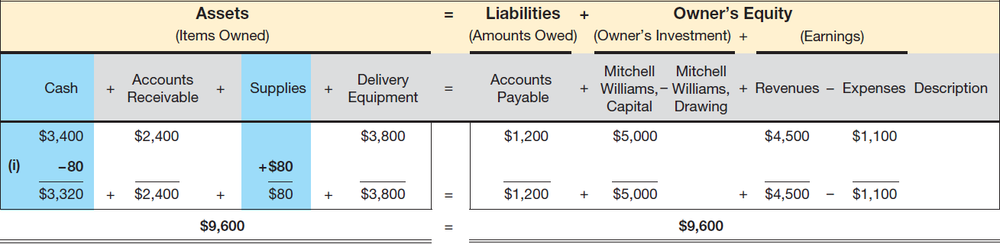 Assets = Liabilities + Owner's Equity
(Items Owned) (Amounts Owed) (Owner's Investment) + (Earnings)
Cash + Accounts Receivable + Supplies + Delivery Equipment = Accounts Payable + Mitchell Williams, Capital – Mitchell Williams, Drawing + Revenues – Expenses Description
$3,400 $2,400 $3,800 $1,200 $5,000 $4,500 $1,100
(i) –80 +$80
$3,320 + $2,400 + $80 + $3,800 = $1,200 + $5,000 + $4,500 – $1,100
$9,600 = $9,600